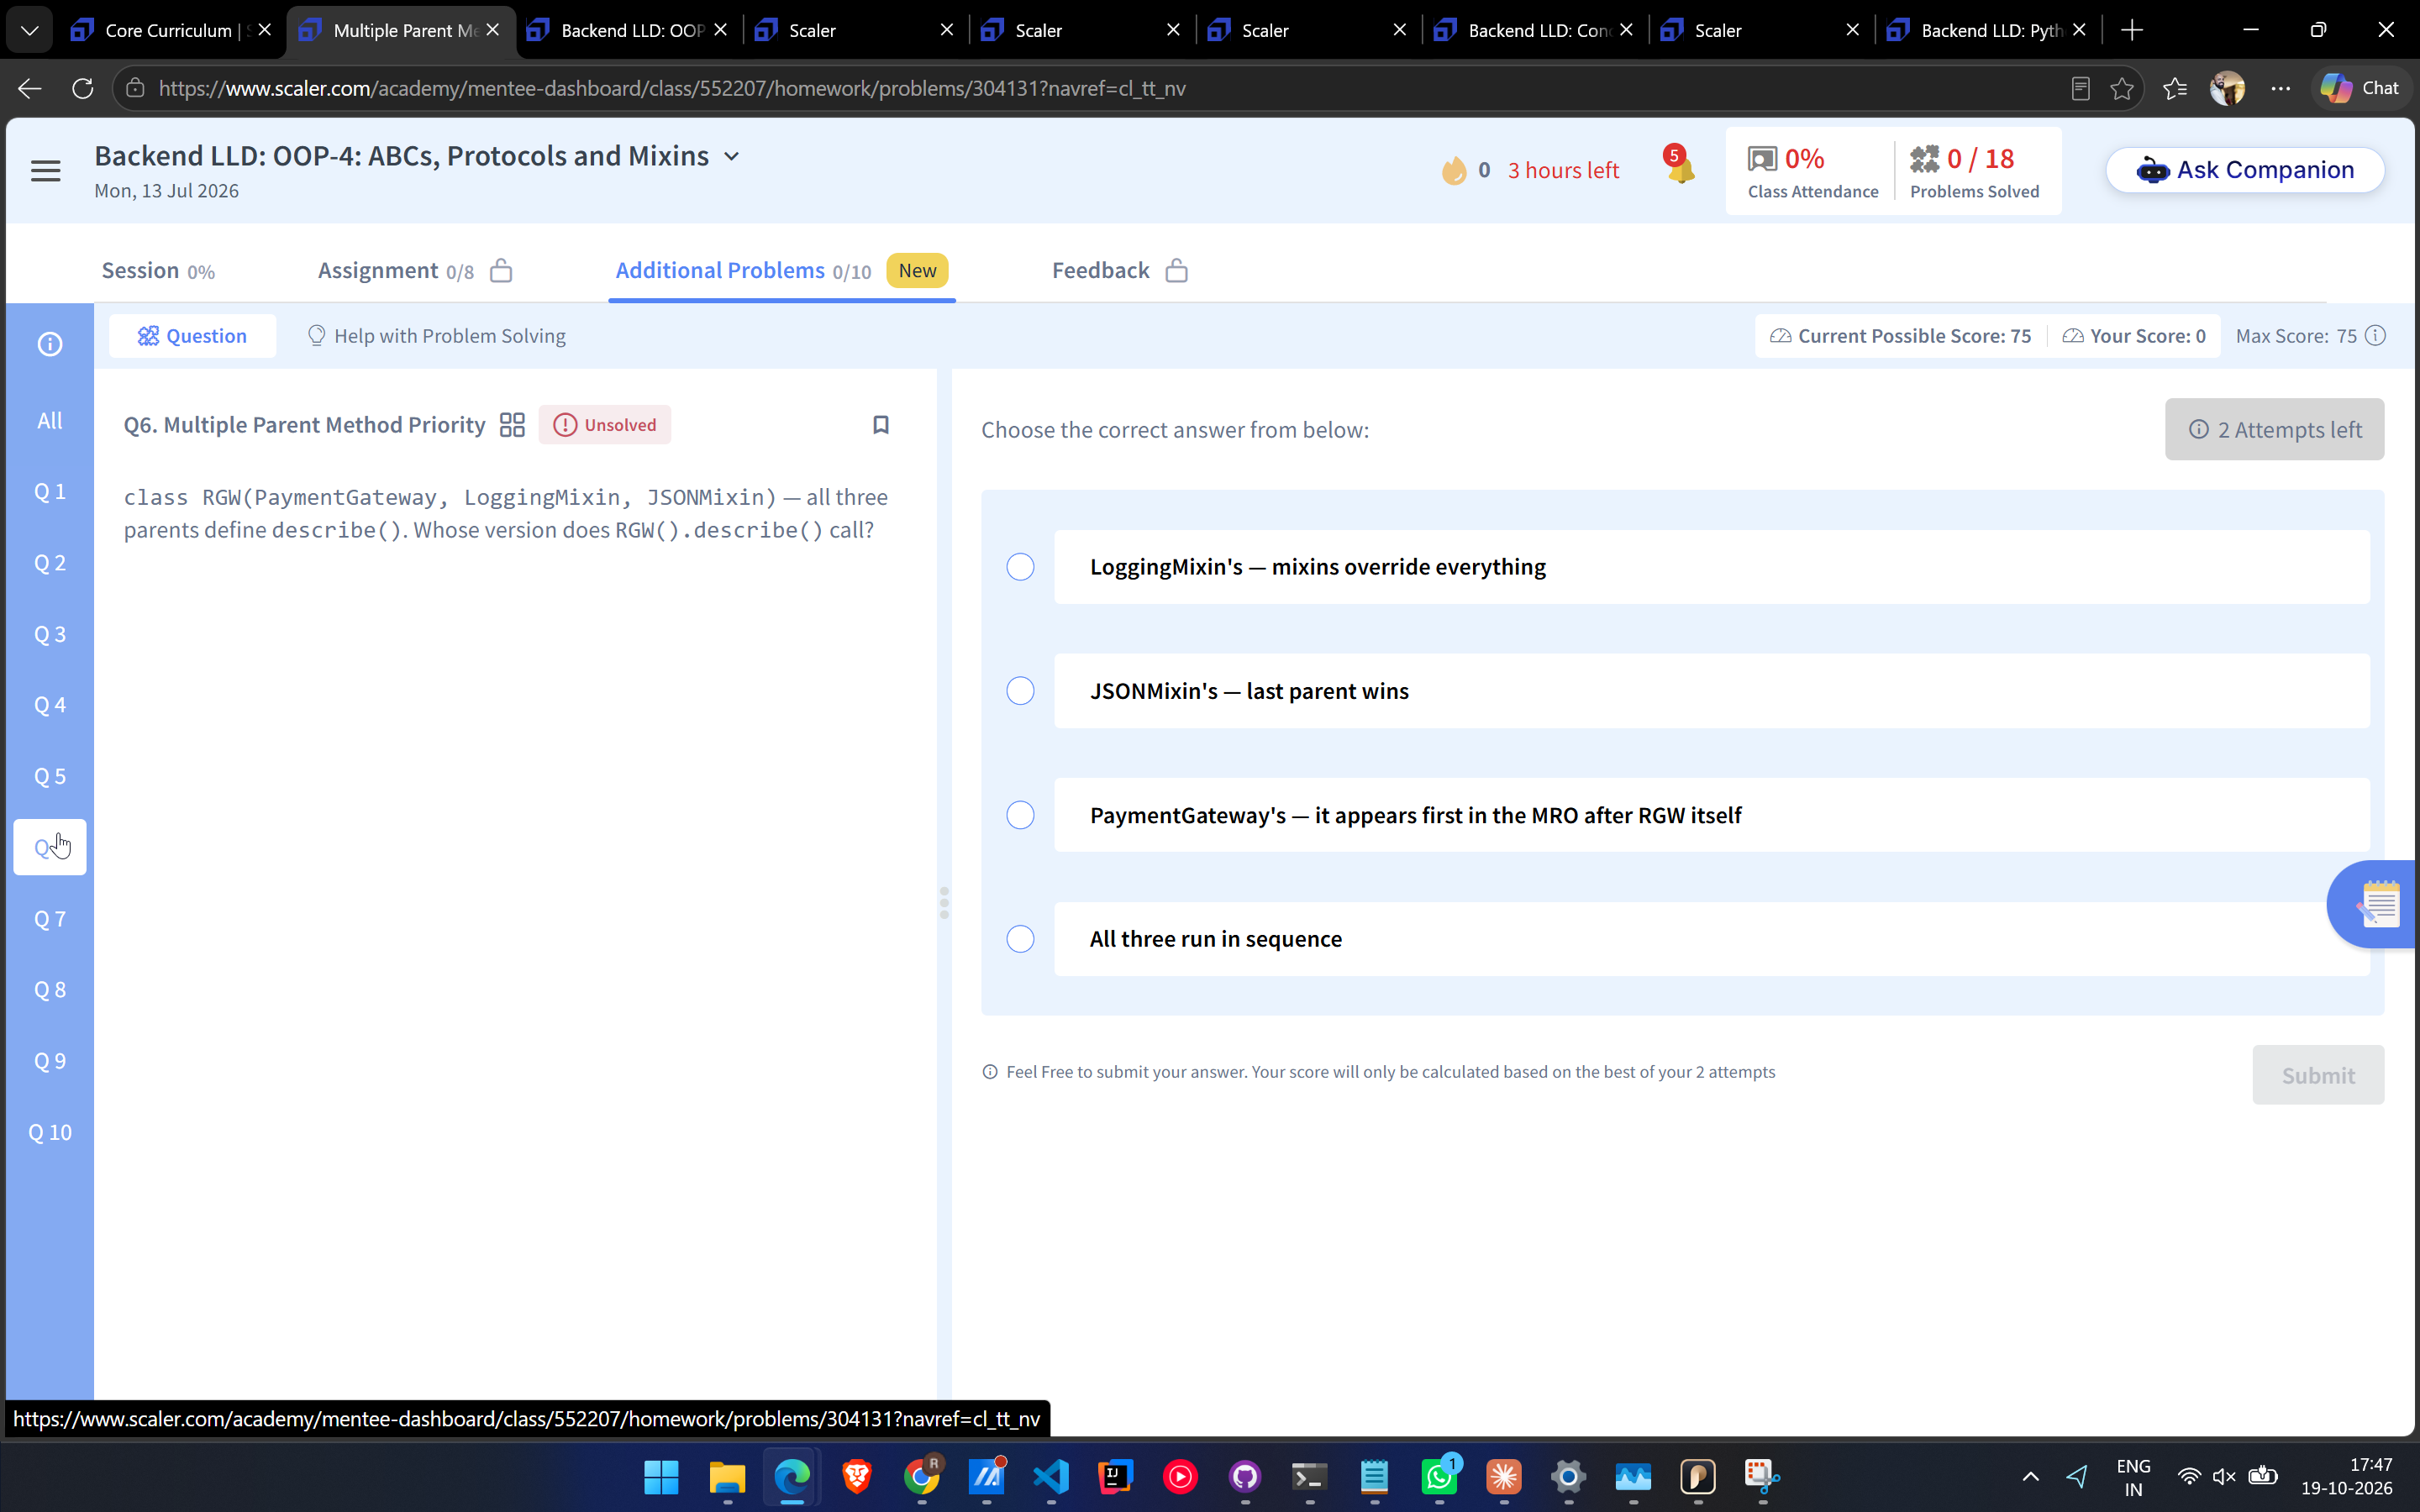 Core Curriculum |
Multiple Parent Me
Backend LLD: OOP
Scaler
Scaler
Scaler
Backend LLD: Con
Scaler
Backend LLD: Pyth
https://www.scaler.com/academy/mentee-dashboard/class/552207/homework/problems/304131?navref=cl_tt_nv
Chat
Backend LLD: OOP-4: ABCs, Protocols and Mixins
Mon, 13 Jul 2026
0 3 hours left
5
0%
Class Attendance
0 / 18
Problems Solved
Ask Companion
Session 0%
Assignment 0/8
Additional Problems 0/10 New
Feedback
Question
Help with Problem Solving
Current Possible Score: 75
Your Score: 0
Max Score: 75
All
Q 1
Q 2
Q 3
Q 4
Q 5
Q
Q 7
Q 8
Q 9
Q 10
Q6. Multiple Parent Method Priority
Unsolved
class RGW(PaymentGateway, LoggingMixin, JSONMixin) — all three
parents define describe(). Whose version does RGW().describe() call?
Choose the correct answer from below:
2 Attempts left
LoggingMixin's — mixins override everything
JSONMixin's — last parent wins
PaymentGateway's — it appears first in the MRO after RGW itself
All three run in sequence
Feel Free to submit your answer. Your score will only be calculated based on the best of your 2 attempts
Submit
https://www.scaler.com/academy/mentee-dashboard/class/552207/homework/problems/304131?navref=cl_tt_nv
R
IJ
1
ENG
IN
17:47
19-10-2026